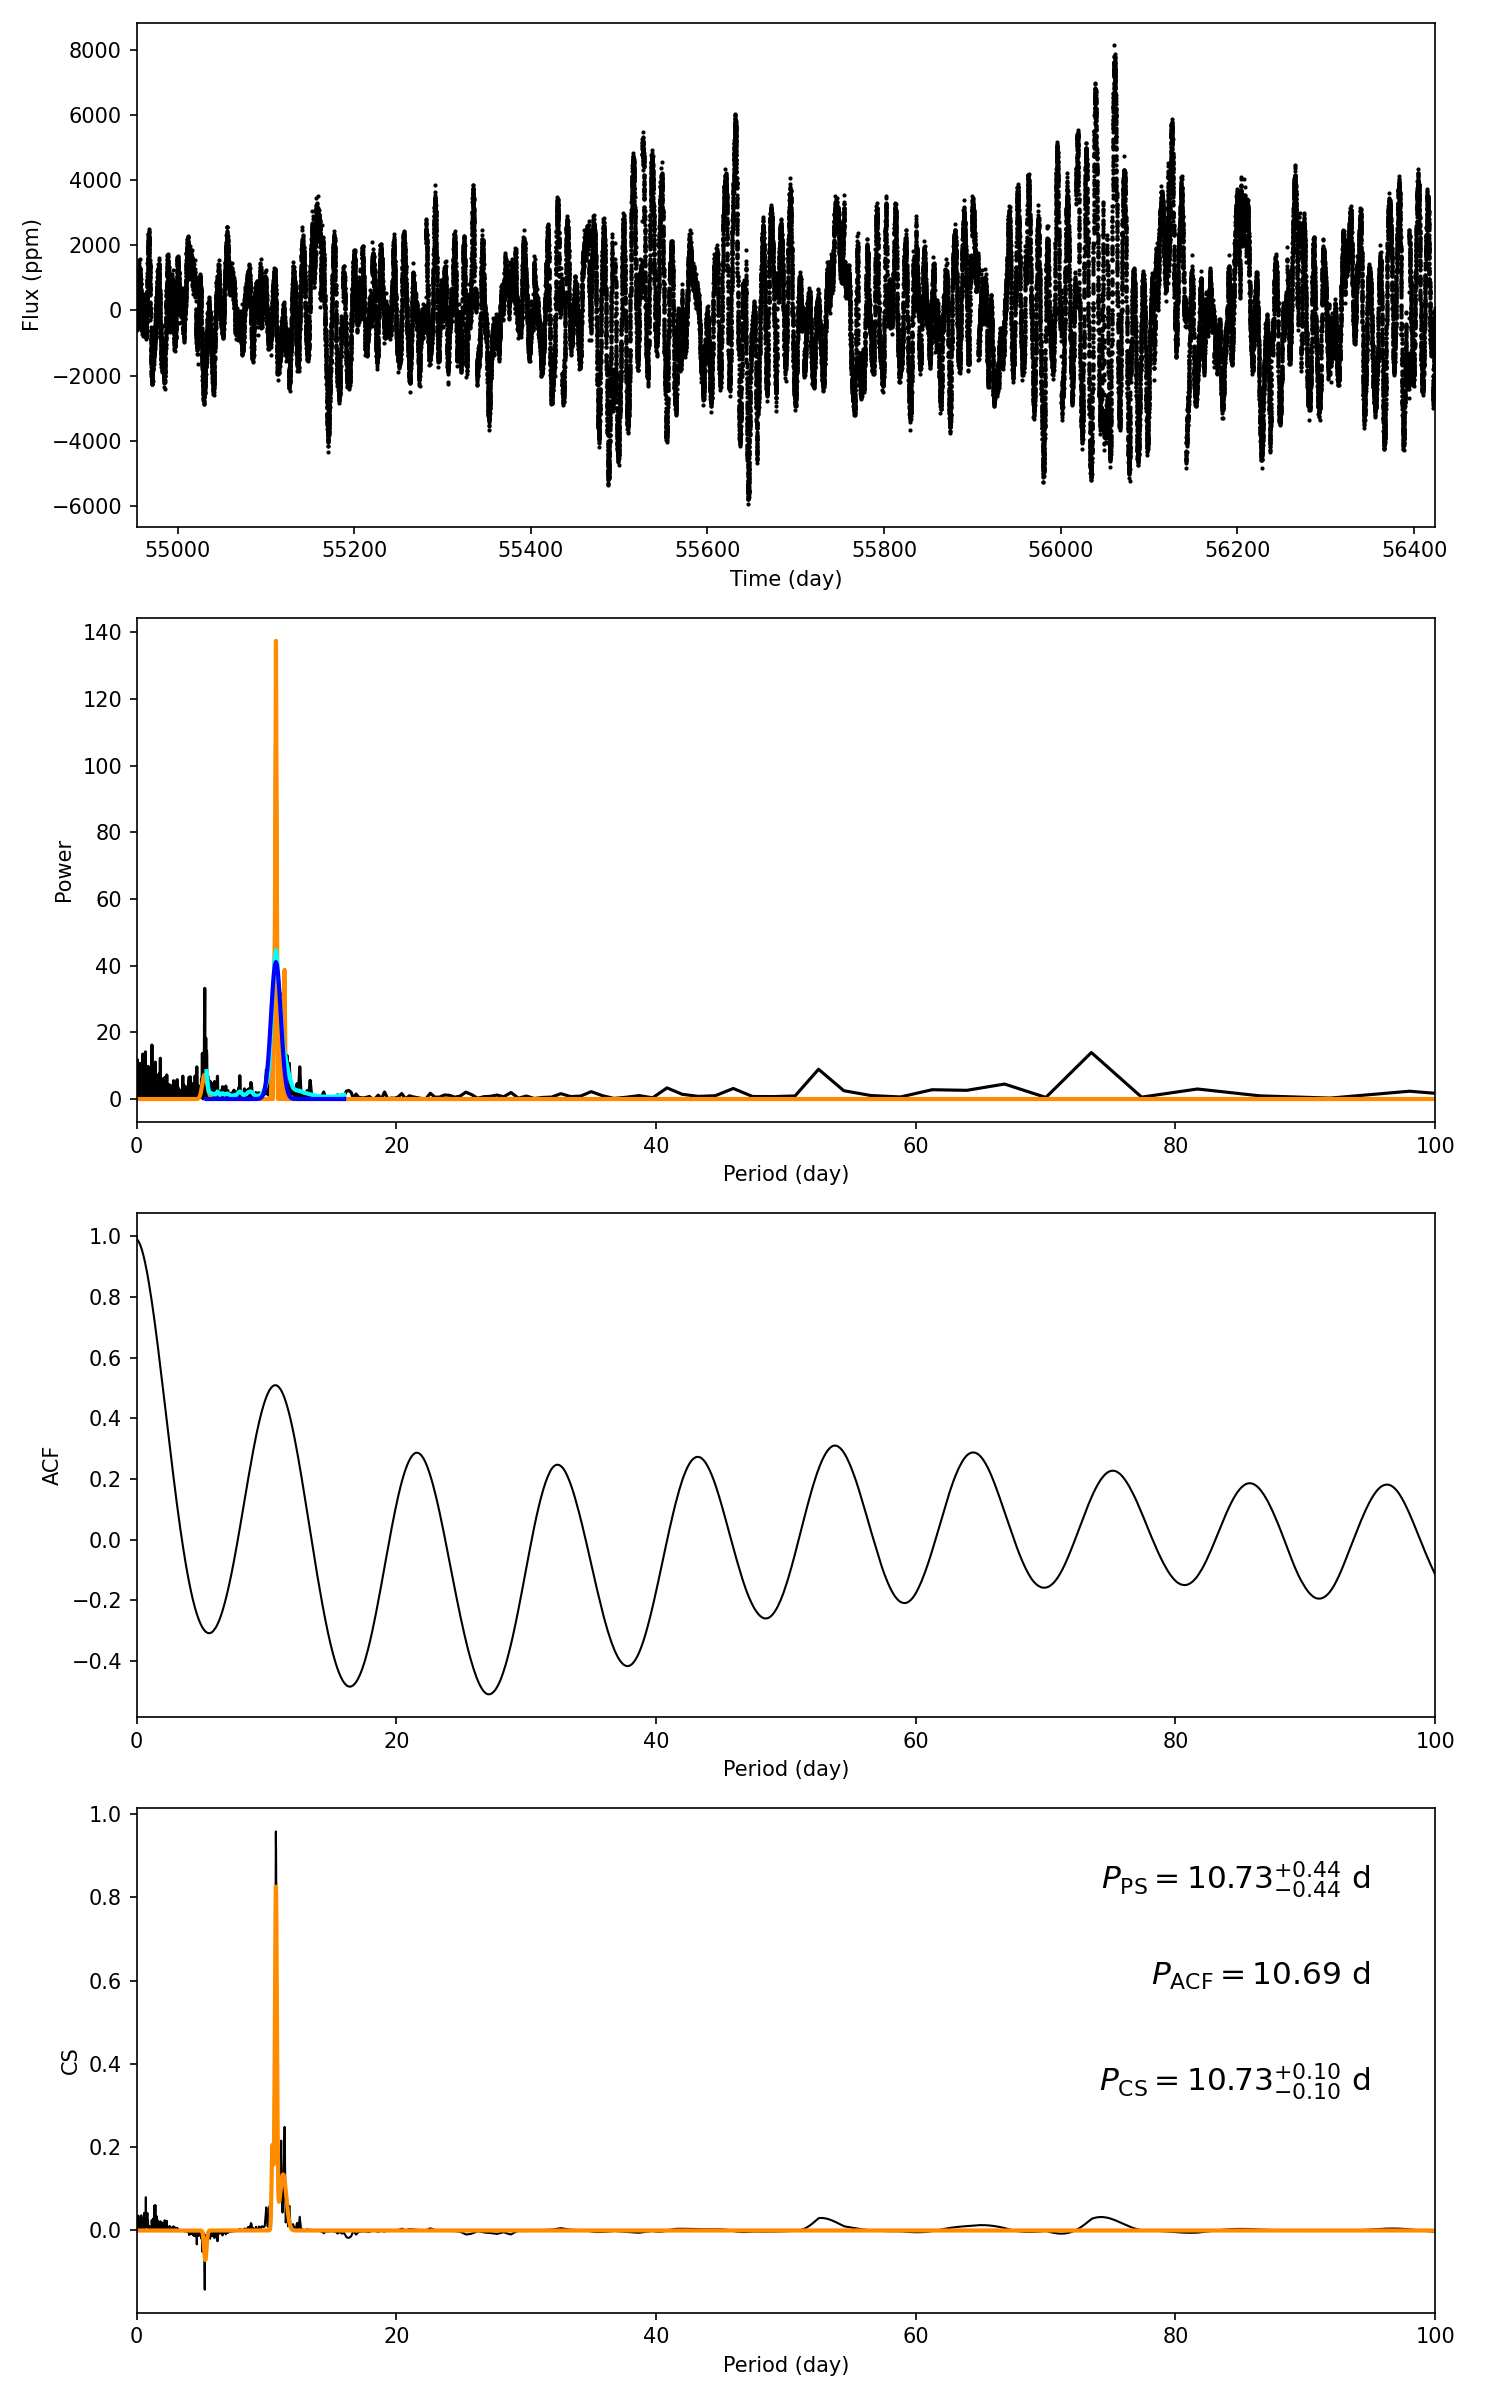 8000
6000
4000
2000
0
−2000
−4000
−6000
Flux (ppm)
55000 55200 55400 55600 55800 56000 56200 56400
Time (day)
140
120
100
80
60
40
20
0
Power
0 20 40 60 80 100
Period (day)
1.0
0.8
0.6
0.4
0.2
0.0
−0.2
−0.4
ACF
0 20 40 60 80 100
Period (day)
1.0
0.8
0.6
0.4
0.2
0.0
CS
P_PS = 10.73^{+0.44}_{−0.44} d
P_ACF = 10.69 d
P_CS = 10.73^{+0.10}_{−0.10} d
0 20 40 60 80 100
Period (day)